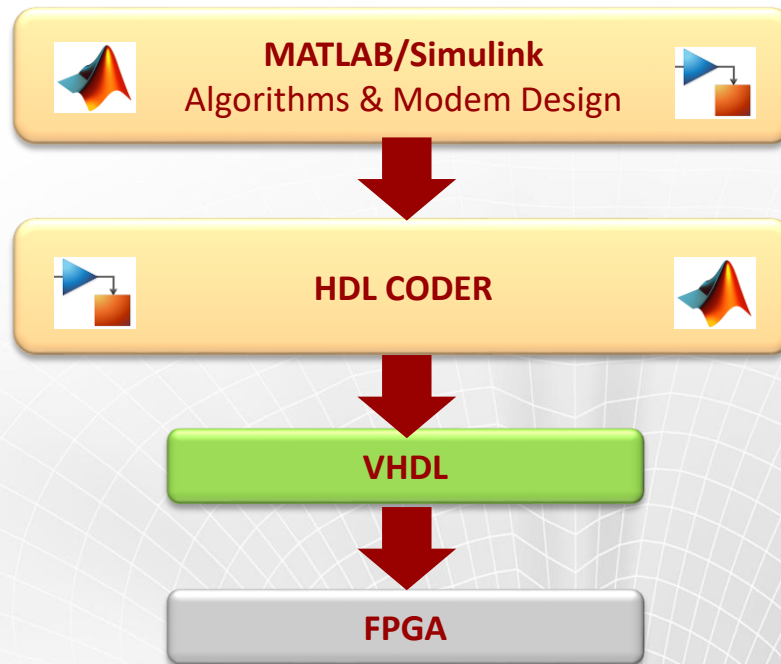 MATLAB/Simulink
Algorithms & Modem Design
HDL CODER
VHDL
FPGA